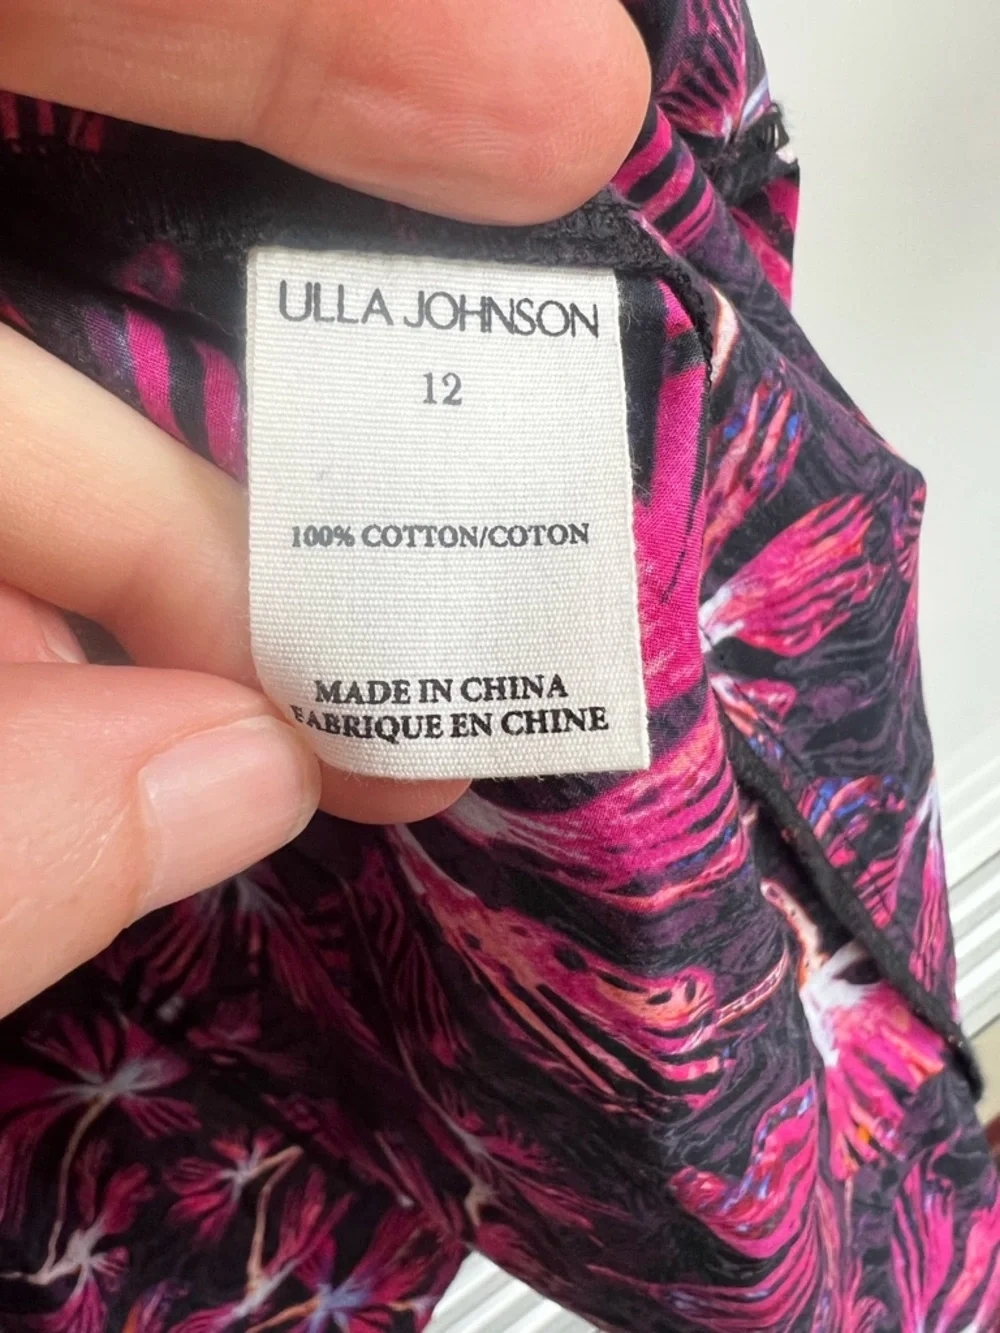 ULLA JOHNSON
12
100% COTTON/COTON
MADE IN CHINA
FABRIQUE EN CHINE